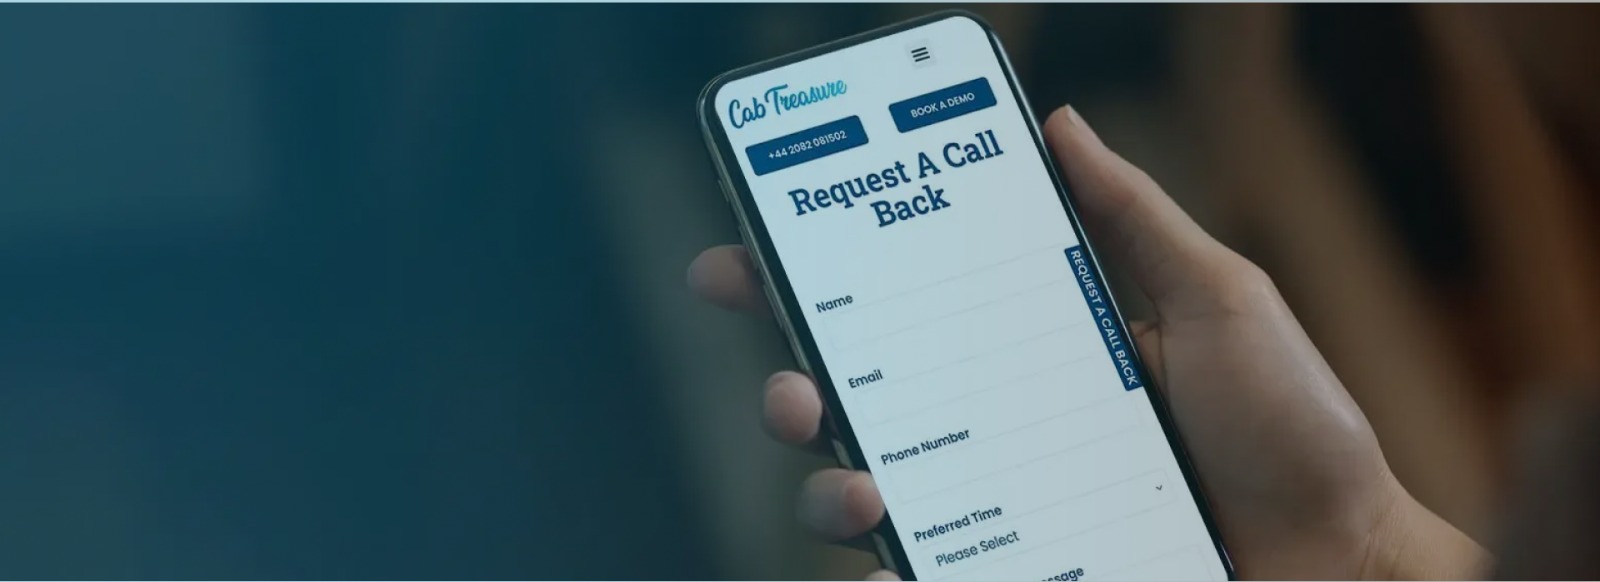 Cab Treasure
+44 2082 081502
BOOK A DEMO
Request A Call
Back
Name
Email
Phone Number
Preferred Time
Please Select
REQUEST A CALL BACK